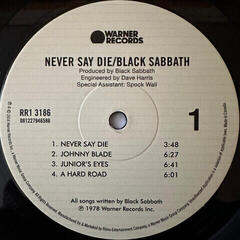 WARNER
RECORDS
NEVER SAY DIE/BLACK SABBATH
Produced by Black Sabbath
Engineered by Dave Harris
Special Assistant: Spock Wall
RR1 3186
081227946586
1
1. NEVER SAY DIE 3:48
2. JOHNNY BLADE 6:27
3. JUNIOR'S EYES 6:41
4. A HARD ROAD 6:04
All songs written by Black Sabbath
℗ 1978 Warner Records Inc.